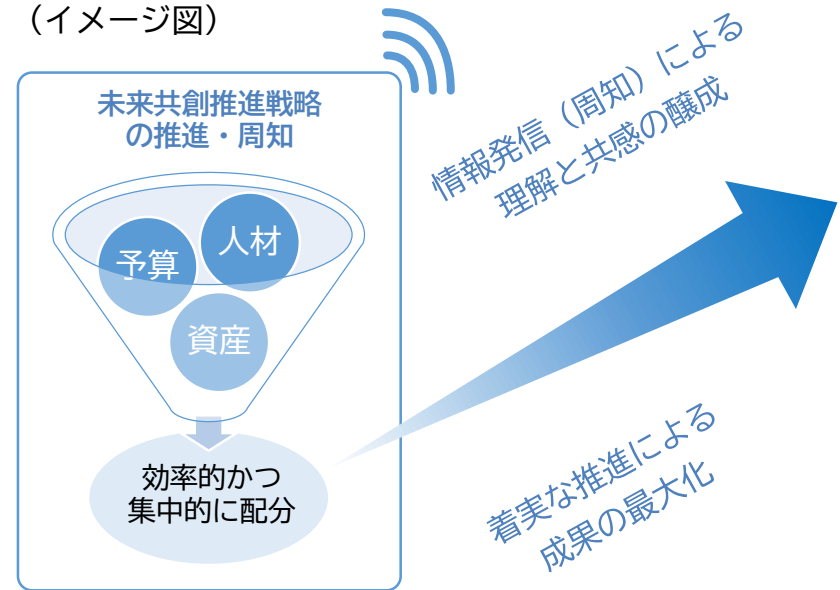 （イメージ図）
未来共創推進戦略
の推進・周知
予算
人材
資産
効率的かつ
集中的に配分
情報発信（周知）による
理解と共感の醸成
着実な推進による
成果の最大化